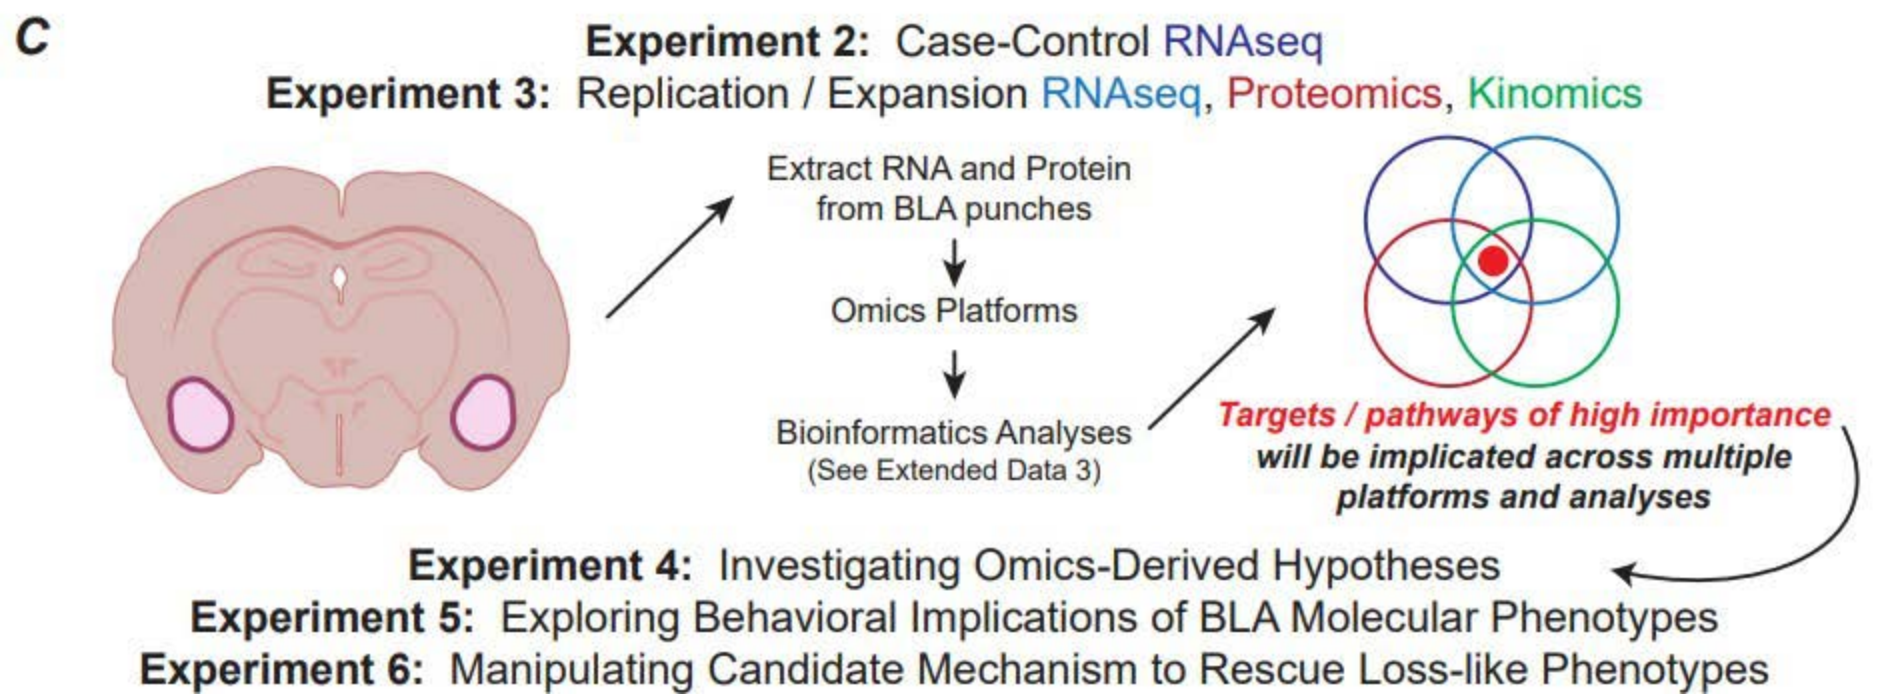 C
Experiment 2: Case-Control RNAseq
Experiment 3: Replication / Expansion RNAseq, Proteomics, Kinomics
Extract RNA and Protein
from BLA punches
Omics Platforms
Bioinformatics Analyses
(See Extended Data 3)
Targets / pathways of high importance
will be implicated across multiple
platforms and analyses
Experiment 4: Investigating Omics-Derived Hypotheses
Experiment 5: Exploring Behavioral Implications of BLA Molecular Phenotypes
Experiment 6: Manipulating Candidate Mechanism to Rescue Loss-like Phenotypes